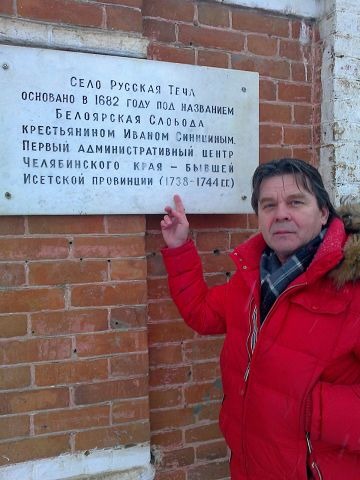 Село Русская Теча
основано в 1682 году под названием
Белоярская Слобода
крестьянином Иваном Синициным.
Первый административный центр
Челябинского края – бывшей
Исетской провинции (1738-1744 гг.)